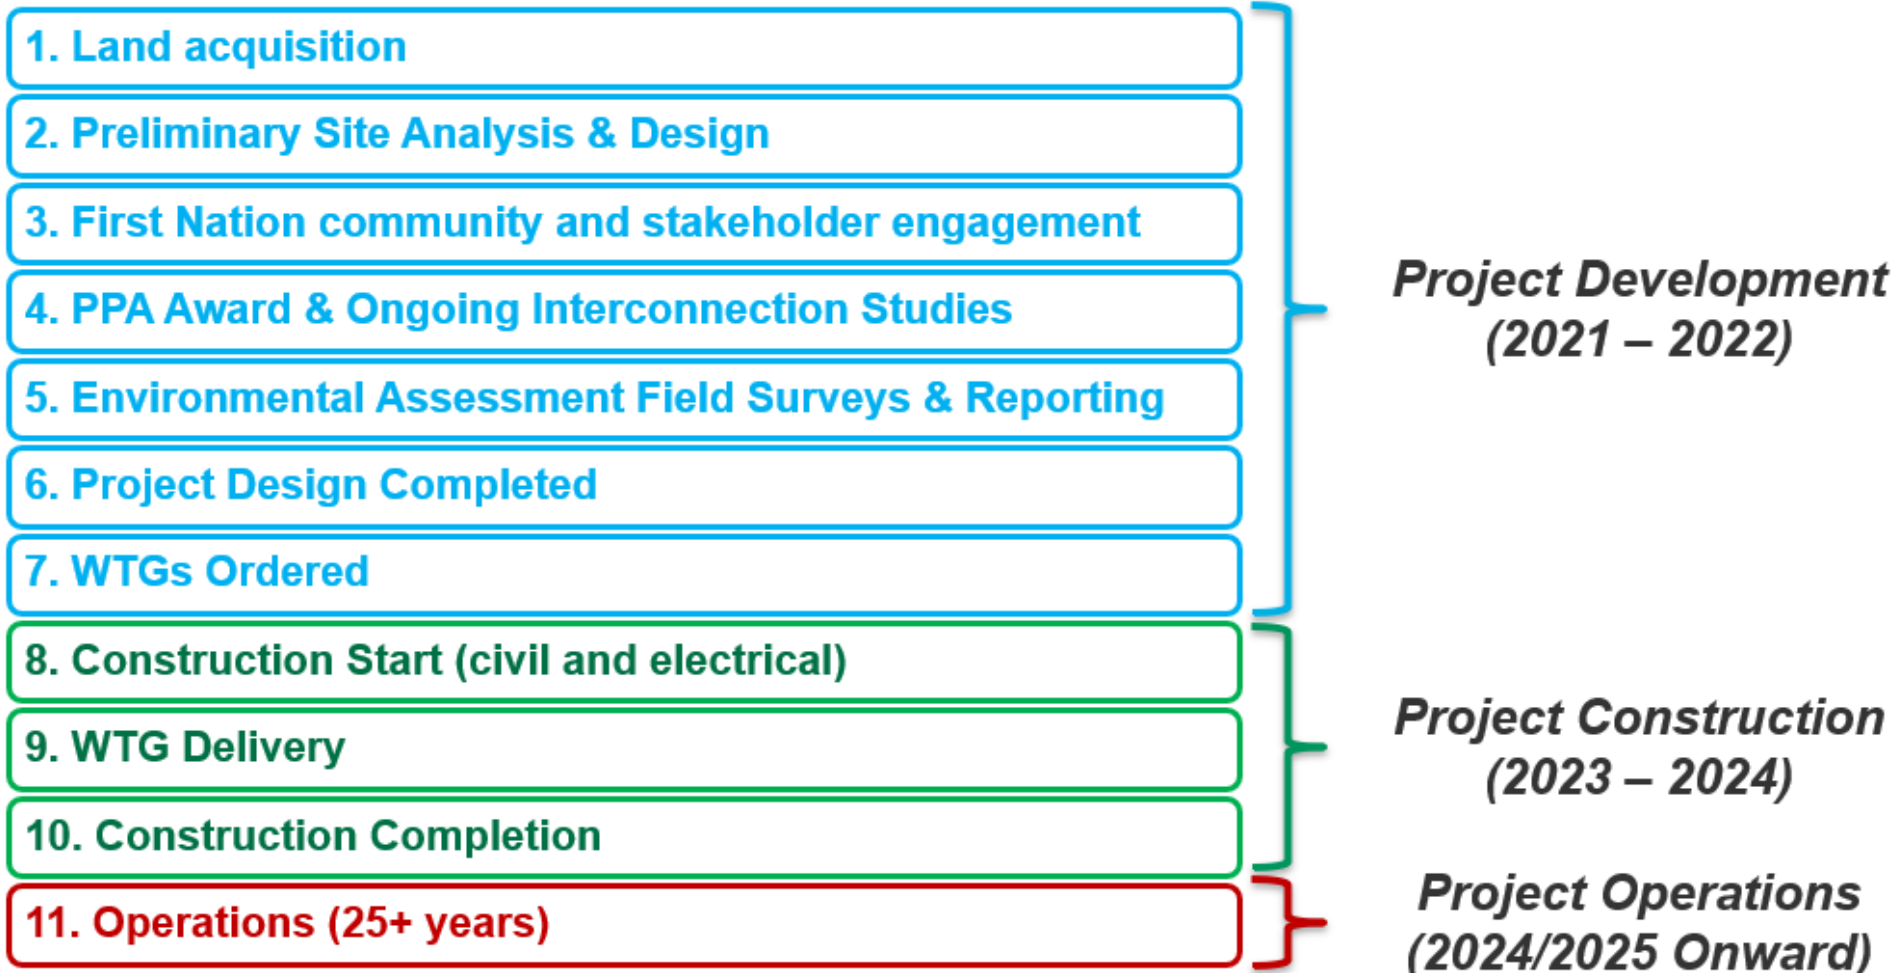 1. Land acquisition
2. Preliminary Site Analysis & Design
3. First Nation community and stakeholder engagement
4. PPA Award & Ongoing Interconnection Studies
5. Environmental Assessment Field Surveys & Reporting
6. Project Design Completed
7. WTGs Ordered
Project Development
(2021 – 2022)
8. Construction Start (civil and electrical)
9. WTG Delivery
10. Construction Completion
Project Construction
(2023 – 2024)
11. Operations (25+ years)
Project Operations
(2024/2025 Onward)